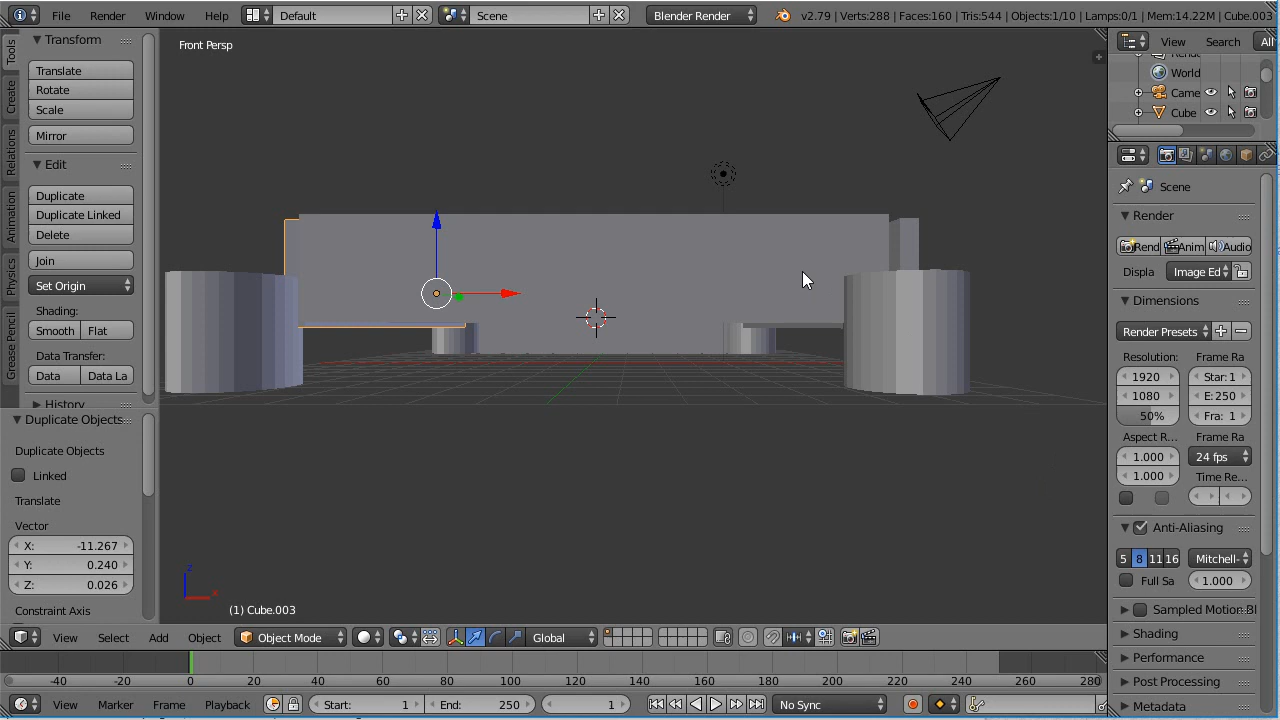 File Render Window Help Default Scene Blender Render v2.79 | Verts:288 | Faces:160 | Tris:544 | Objects:1/10 | Lamps:0/1 | Mem:14.22M | Cube.003
Tools
Create
Relations
Animation
Physics
Grease Pencil
Transform
Translate
Rotate
Scale
Mirror
Edit
Duplicate
Duplicate Linked
Delete
Join
Set Origin
Shading:
Smooth Flat
Data Transfer:
Data Data La
History
Duplicate Objects
Duplicate Objects
Linked
Translate
Vector
X: -11.267
Y: 0.240
Z: 0.026
Constraint Axis
Front Persp
z
x
(1) Cube.003
View Search All
World
Came
Cube
Scene
Render
Rend Anim Audio
Displa Image Ed
Dimensions
Render Presets
Resolution: Frame Ra
1920 Star: 1
1080 E: 250
50% Fra: 1
Aspect R... Frame Ra
1.000 24 fps
1.000 Time Re...
Anti-Aliasing
5 8 11 16 Mitchell-
Full Sa 1.000
Sampled Motion Bl
Shading
Performance
Post Processing
Metadata
View Select Add Object Object Mode Global
-40 -20 0 20 40 60 80 100 120 140 160 180 200 220 240 260 280
View Marker Frame Playback Start: 1 End: 250 1 No Sync